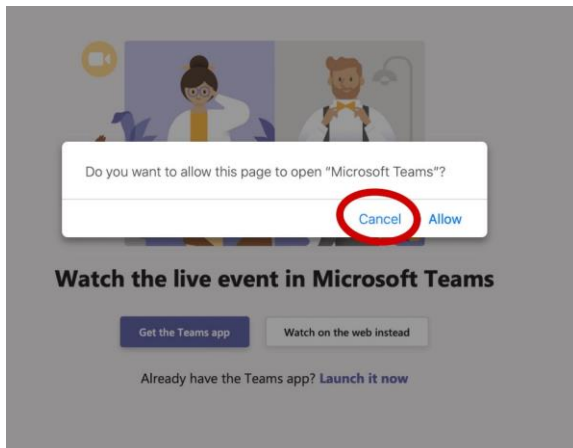 Do you want to allow this page to open “Microsoft Teams”?
Cancel Allow
Watch the live event in Microsoft Teams
Get the Teams app Watch on the web instead
Already have the Teams app? Launch it now